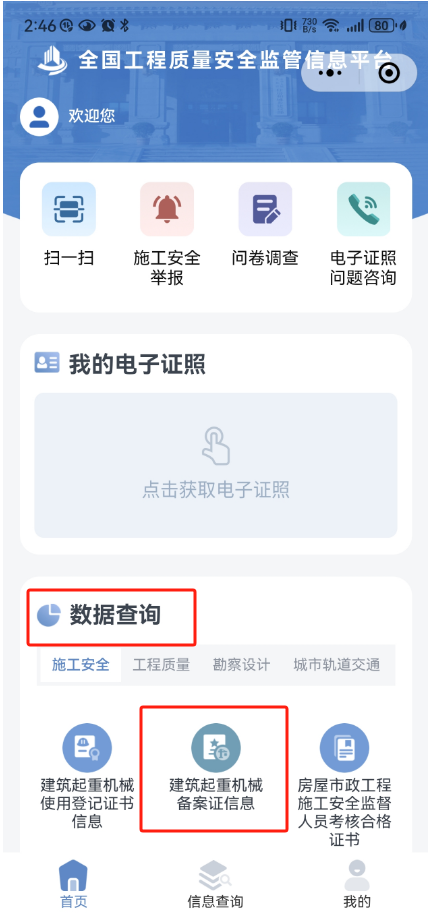 2:46
730
B/s
80
全国工程质量安全监管信息平台
欢迎您
扫一扫
施工安全
举报
问卷调查
电子证照
问题咨询
我的电子证照
点击获取电子证照
数据查询
施工安全 工程质量 勘察设计 城市轨道交通
建筑起重机械
使用登记证书
信息
建筑起重机械
备案证信息
房屋市政工程
施工安全监督
人员考核合格
证书
首页
信息查询
我的